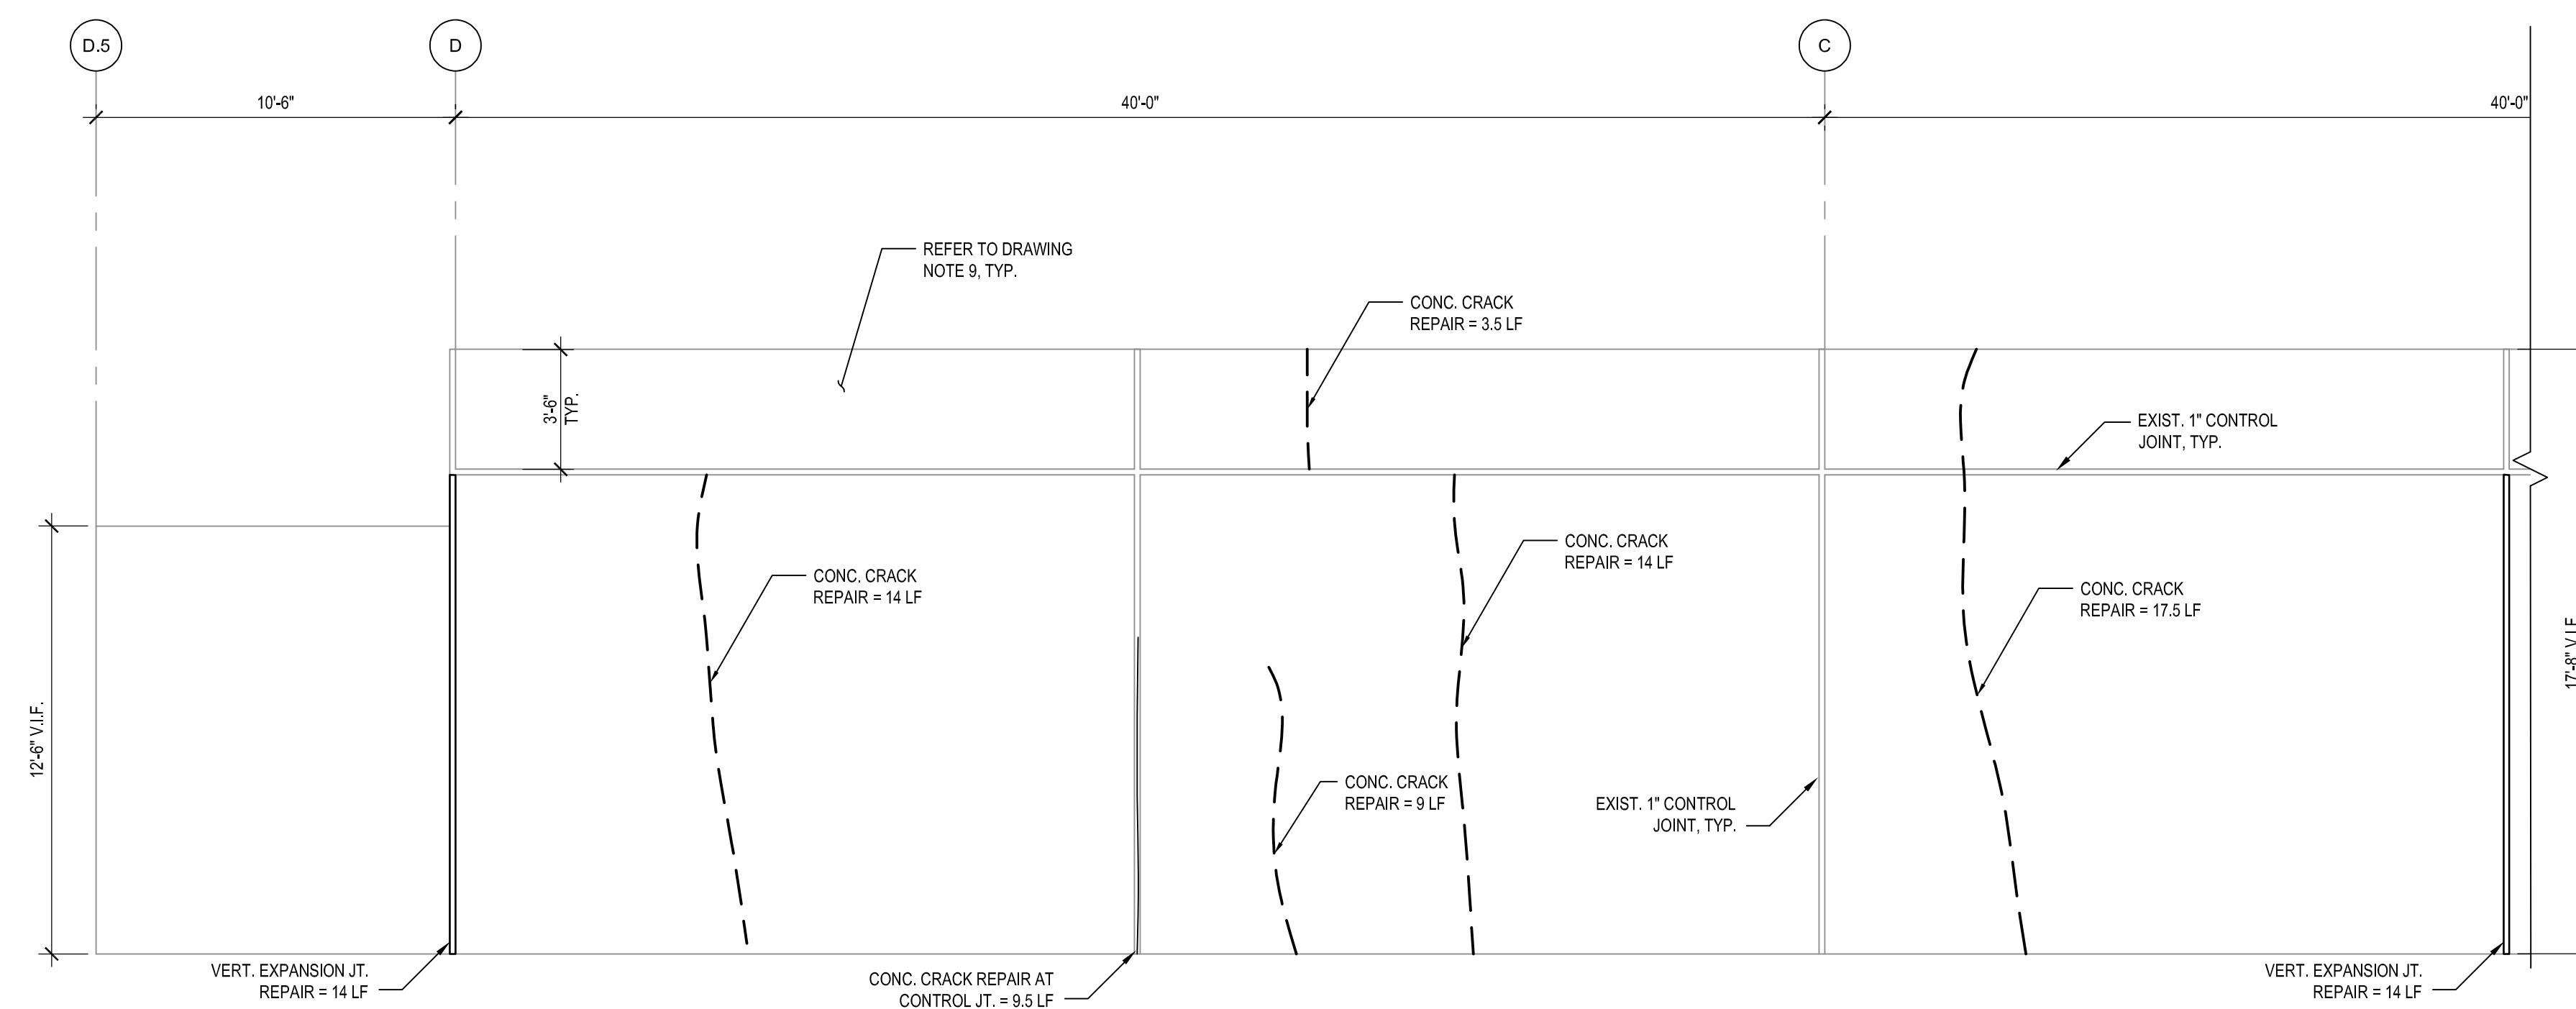 D.5
D
C
10'-6"
40'-0"
40'-0"
REFER TO DRAWING
NOTE 9, TYP.
CONC. CRACK
REPAIR = 3.5 LF
3'-6"
TYP.
EXIST. 1" CONTROL
JOINT, TYP.
CONC. CRACK
REPAIR = 14 LF
CONC. CRACK
REPAIR = 14 LF
CONC. CRACK
REPAIR = 17.5 LF
17'-8" V.I.F.
12'-6" V.I.F.
CONC. CRACK
REPAIR = 9 LF
EXIST. 1" CONTROL
JOINT, TYP.
VERT. EXPANSION JT.
REPAIR = 14 LF
CONC. CRACK REPAIR AT
CONTROL JT. = 9.5 LF
VERT. EXPANSION JT.
REPAIR = 14 LF